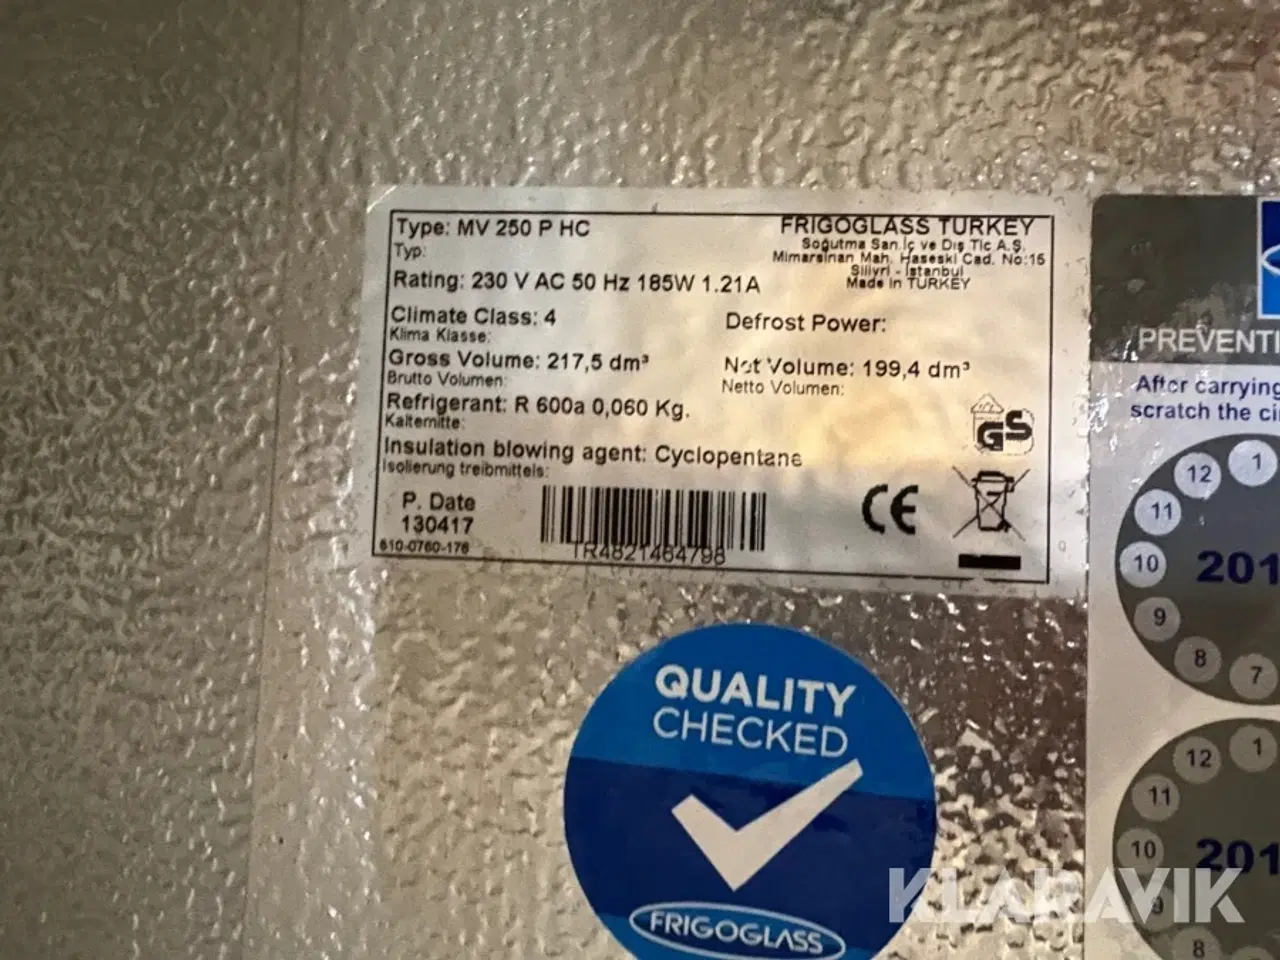 Type: MV 250 P HC
Typ:
Rating: 230 V AC 50 Hz 185W 1.21A
FRIGOGLASS TURKEY
Soğutma San.İç ve Dış Tic A.Ş.
Mimarsinan Mah. Haseski Cad. No:15
Silivri - İstanbul
Made in TURKEY
Climate Class: 4
Klima Klasse:
Defrost Power:
Gross Volume: 217,5 dm³
Brutto Volumen:
Net Volume: 199,4 dm³
Netto Volumen:
Refrigerant: R 600a 0,060 Kg.
Kaltemitte:
Insulation blowing agent: Cyclopentane
Isolierung treibmittels:
P. Date
130417
610-0760-176
TR4821464798
GS
CE
QUALITY
CHECKED
FRIGOGLASS
PREVENTI
After carrying
scratch the ci
1
12
11
10
9
8
7
201
1
12
11
10
9
8
201
KLARAVIK